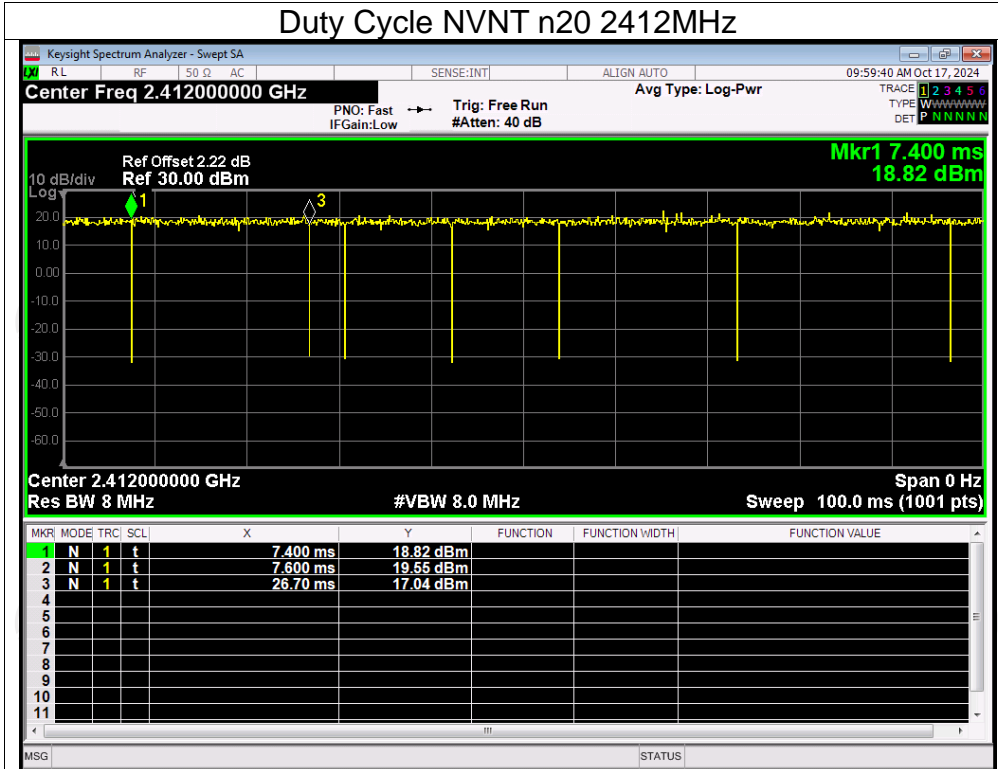 Duty Cycle NVNT n20 2412MHz
Keysight Spectrum Analyzer - Swept SA
LXI RL RF 50 Ω AC SENSE:INT ALIGN AUTO 09:59:40 AM Oct 17, 2024
Center Freq 2.412000000 GHz Avg Type: Log-Pwr TRACE 1 2 3 4 5 6
PNO: Fast Trig: Free Run TYPE WWWWWW
IFGain:Low #Atten: 40 dB DET P N N N N N
Mkr1 7.400 ms
Ref Offset 2.22 dB
10 dB/div Ref 30.00 dBm 18.82 dBm
Log
1 3
20.0
10.0
0.00
-10.0
-20.0
-30.0
-40.0
-50.0
-60.0
Center 2.412000000 GHz Span 0 Hz
Res BW 8 MHz #VBW 8.0 MHz Sweep 100.0 ms (1001 pts)
MKR MODE TRC SCL X Y FUNCTION FUNCTION WIDTH FUNCTION VALUE
1 N 1 t 7.400 ms 18.82 dBm
2 N 1 t 7.600 ms 19.55 dBm
3 N 1 t 26.70 ms 17.04 dBm
4
5
6
7
8
9
10
11
MSG STATUS